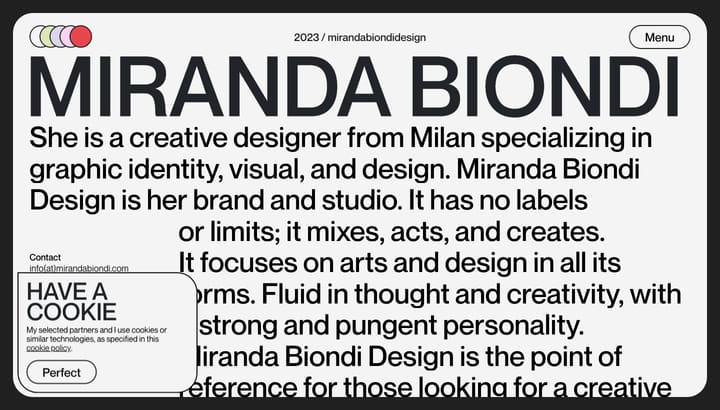 2023 / mirandabiondidesign
Menu
MIRANDA BIONDI
She is a creative designer from Milan specializing in
graphic identity, visual, and design. Miranda Biondi
Design is her brand and studio. It has no labels
or limits; it mixes, acts, and creates.
It focuses on arts and design in all its
orms. Fluid in thought and creativity, with
strong and pungent personality.
Miranda Biondi Design is the point of
reference for those looking for a creative
Contact
info(at)mirandabiondi.com
HAVE A
COOKIE
My selected partners and I use cookies or
similar technologies, as specified in this
cookie policy.
Perfect